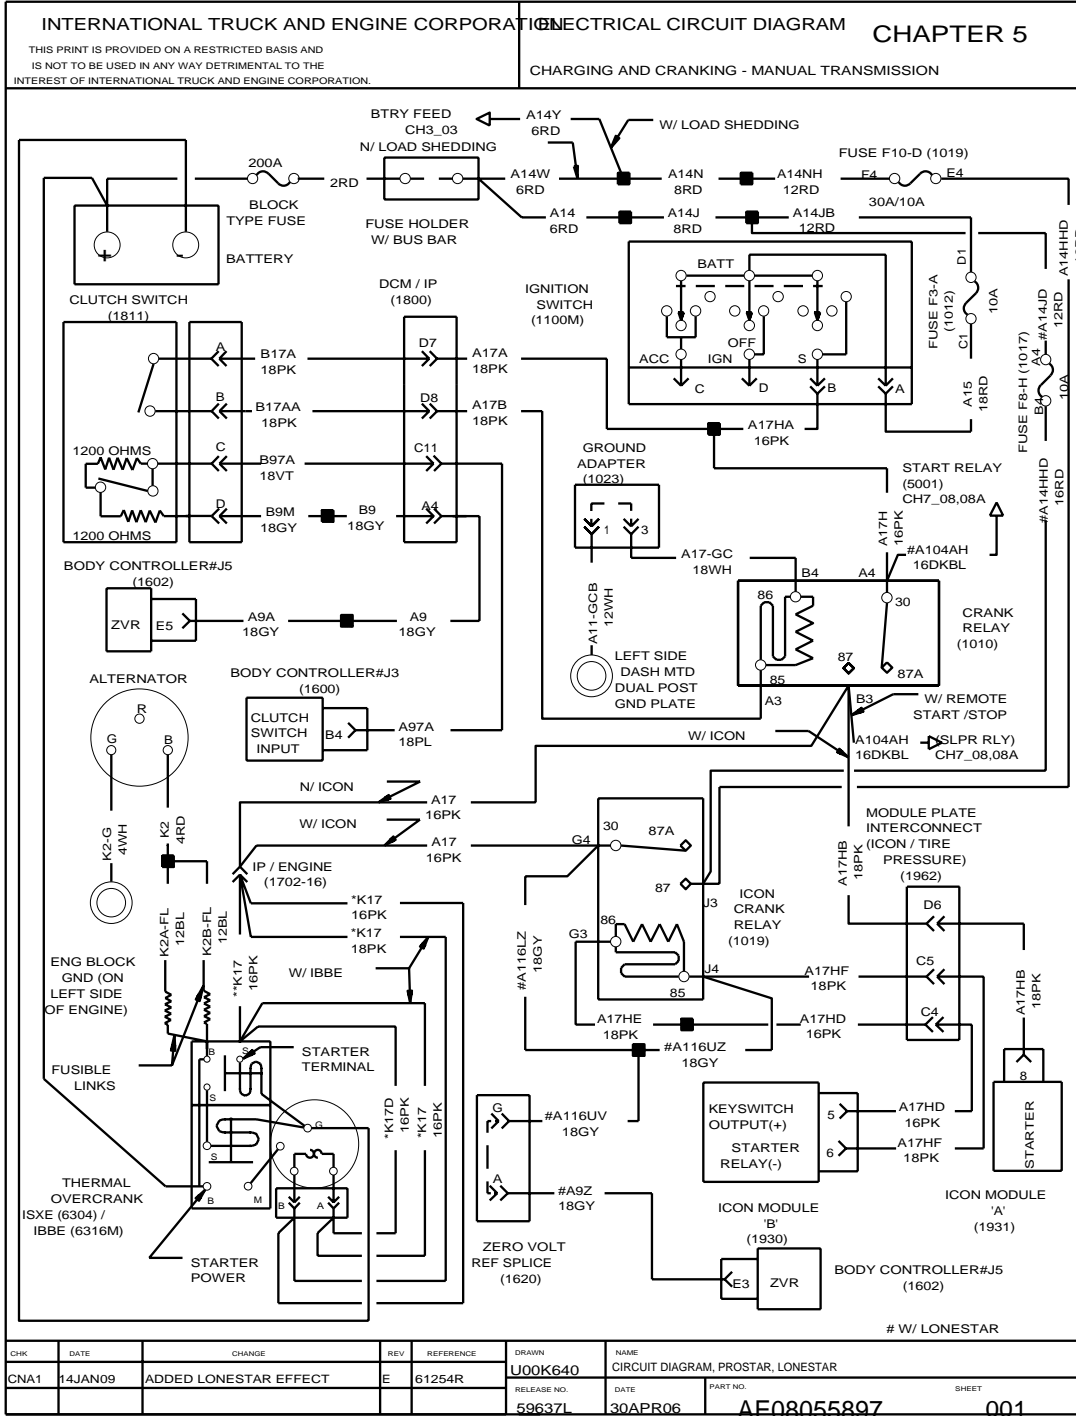 INTERNATIONAL TRUCK AND ENGINE CORPORATION
ELECTRICAL CIRCUIT DIAGRAM
CHAPTER 5
THIS PRINT IS PROVIDED ON A RESTRICTED BASIS AND
IS NOT TO BE USED IN ANY WAY DETRIMENTAL TO THE
INTEREST OF INTERNATIONAL TRUCK AND ENGINE CORPORATION.
CHARGING AND CRANKING - MANUAL TRANSMISSION
BTRY FEED
CH3_03
N/ LOAD SHEDDING
A14Y
6RD
W/ LOAD SHEDDING
FUSE F10-D (1019)
200A
2RD
BLOCK
TYPE FUSE
FUSE HOLDER
W/ BUS BAR
A14W
6RD
A14N
8RD
A14NH
12RD
F4
E4
30A/10A
A14
6RD
A14J
8RD
A14JB
12RD
A14HHD
+
-
BATTERY
BATT
OFF
ACC
IGN
S
C
D
B
A
IGNITION
SWITCH
(1100M)
D1
FUSE F3-A
(1012)
10A
C1
A15
18RD
#A14JD
12RD
FUSE F8-H (1017)
A4
B4
10A
#A14HHD
16RD
CLUTCH SWITCH
(1811)
DCM / IP
(1800)
A
B17A
18PK
D7
A17A
18PK
B
B17AA
18PK
D8
A17B
18PK
1200 OHMS
C
B97A
18VT
C11
D
B9M
18GY
B9
18GY
A4
1200 OHMS
A17HA
16PK
GROUND
ADAPTER
(1023)
1
3
A17-GC
18WH
A11-GCB
12WH
LEFT SIDE
DASH MTD
DUAL POST
GND PLATE
START RELAY
(5001)
CH7_08,08A
A17H
16PK
#A104AH
16DKBL
B4
A4
86
30
87
87A
85
A3
B3
CRANK
RELAY
(1010)
W/ REMOTE
START /STOP
A104AH
16DKBL
(SLPR RLY)
CH7_08,08A
BODY CONTROLLER#J5
(1602)
ZVR
E5
A9A
18GY
A9
18GY
ALTERNATOR
R
G
B
BODY CONTROLLER#J3
(1600)
CLUTCH
SWITCH
INPUT
B4
A97A
18PL
W/ ICON
N/ ICON
A17
16PK
W/ ICON
A17
16PK
IP / ENGINE
(1702-16)
K2-G
4WH
K2
4RD
*K17
16PK
*K17
18PK
W/ IBBE
K2A-FL
12BL
K2B-FL
12BL
**K17
16PK
ENG BLOCK
GND (ON
LEFT SIDE
OF ENGINE)
G4
30
87A
87
J3
86
G3
J4
85
ICON
CRANK
RELAY
(1019)
#A116LZ
18GY
A17HE
18PK
A17HF
18PK
A17HD
16PK
#A116UZ
18GY
A17HB
18PK
MODULE PLATE
INTERCONNECT
(ICON / TIRE
PRESSURE)
(1962)
D6
C5
C4
A17HB
18PK
FUSIBLE
LINKS
B
S
STARTER
TERMINAL
S
S
G
B
M
B
A
*K17D
16PK
*K17
16PK
THERMAL
OVERCRANK
ISXE (6304) /
IBBE (6316M)
STARTER
POWER
G
#A116UV
18GY
A
#A9Z
18GY
ZERO VOLT
REF SPLICE
(1620)
KEYSWITCH
OUTPUT(+)
STARTER
RELAY(-)
5
6
A17HD
16PK
A17HF
18PK
ICON MODULE
'B'
(1930)
8
STARTER
ICON MODULE
'A'
(1931)
E3
ZVR
BODY CONTROLLER#J5
(1602)
# W/ LONESTAR
CHK
DATE
CHANGE
REV
REFERENCE
DRAWN
NAME
CNA1
14JAN09
ADDED LONESTAR EFFECT
E
61254R
U00K640
CIRCUIT DIAGRAM, PROSTAR, LONESTAR
RELEASE NO.
DATE
PART NO.
SHEET
59637L
30APR06
AE08055897
001